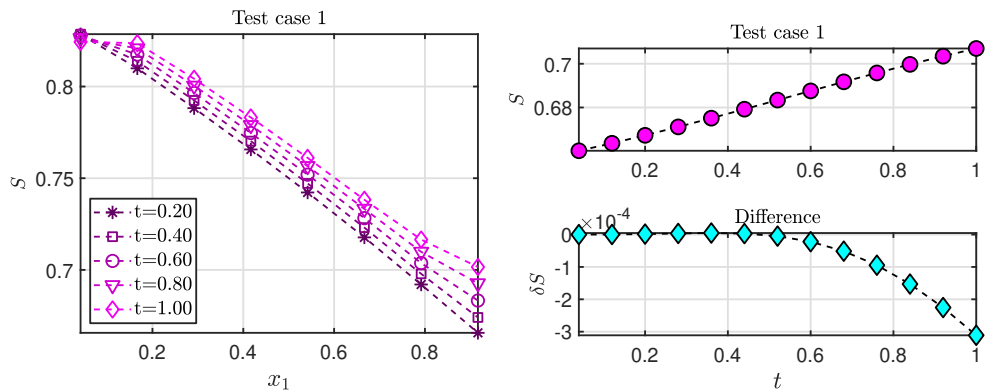 Test case 1
S
0.8
0.75
0.7
t=0.20
t=0.40
t=0.60
t=0.80
t=1.00
0.2 0.4 0.6 0.8
x₁
Test case 1
S
0.7
0.68
0.2 0.4 0.6 0.8 1
×10⁻⁴ Difference
δS
0
-1
-2
-3
0.2 0.4 0.6 0.8 1
t